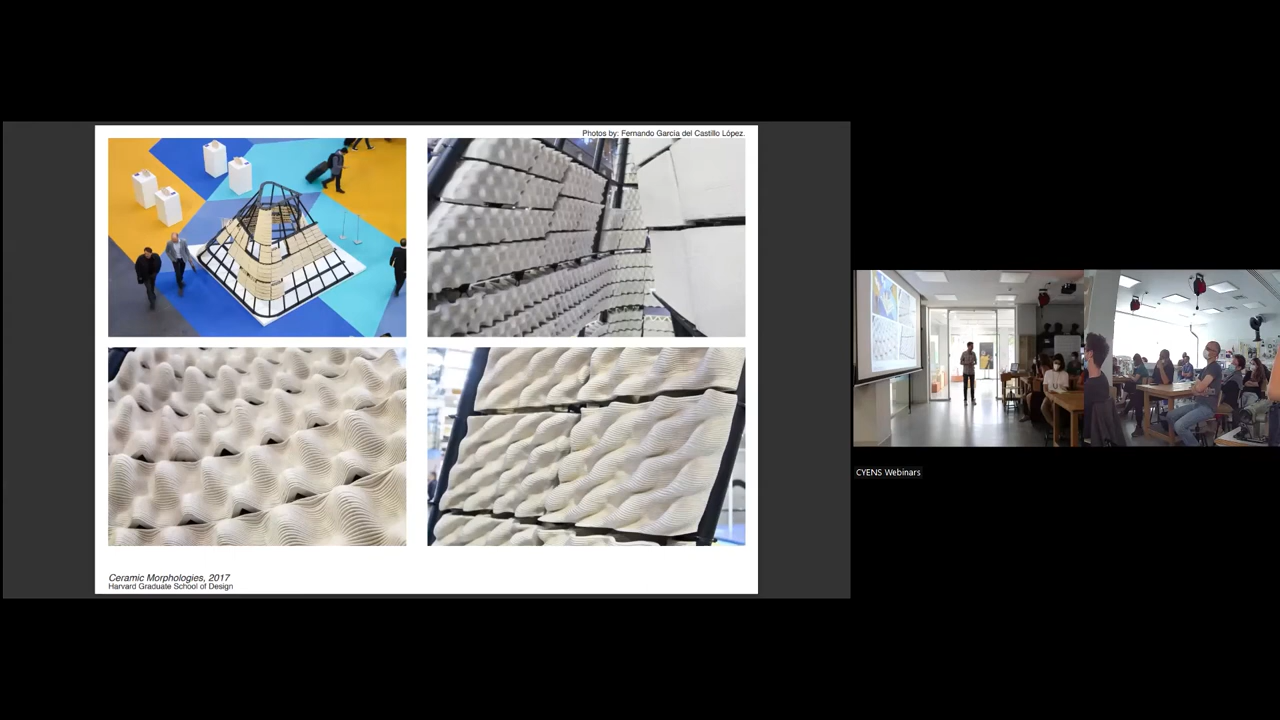 Photos by: Fernando García del Castillo López.
Ceramic Morphologies, 2017
Harvard Graduate School of Design
CYENS Webinars